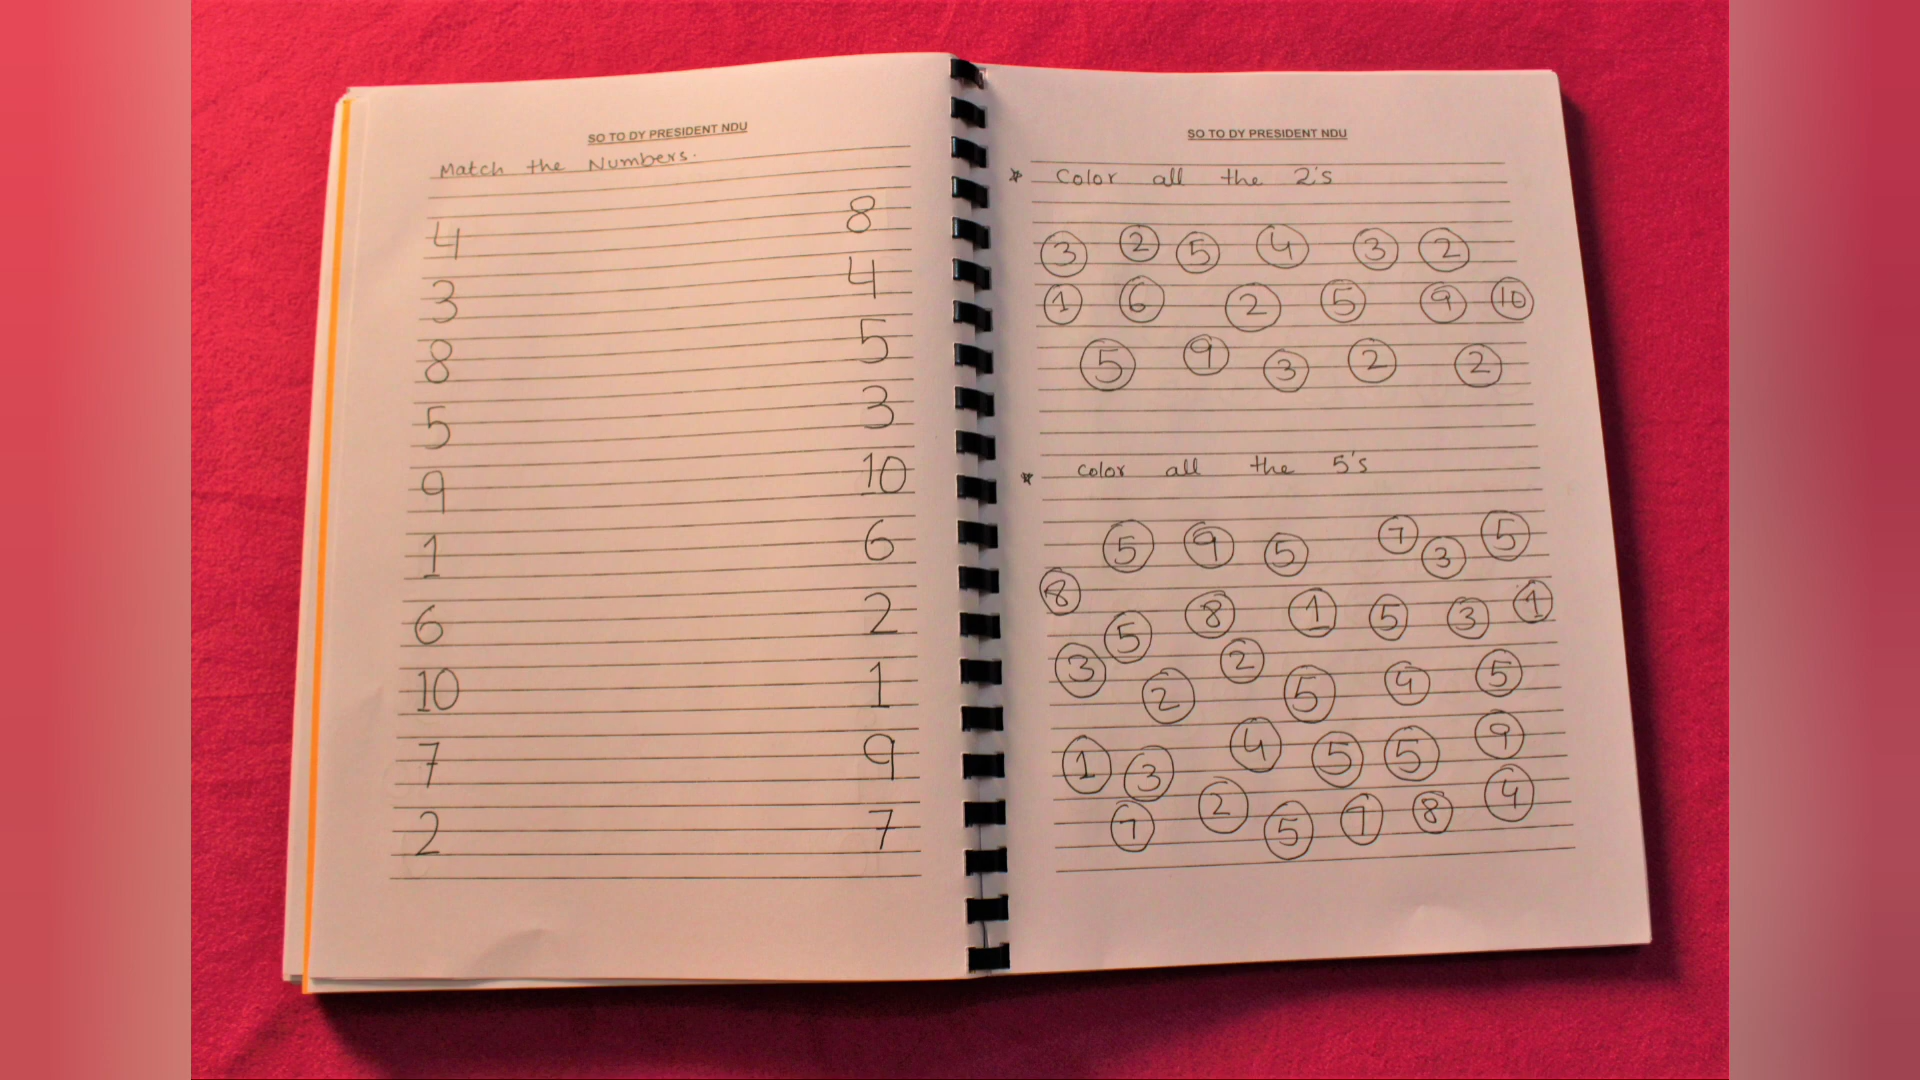 SO TO DY PRESIDENT NDU
Match the Numbers.
4 8
3 4
8 5
5 3
9 10
1 6
6 2
10 1
7 9
2 7
SO TO DY PRESIDENT NDU
* Color all the 2's
3 2 5 4 3 2
1 6 2 5 9 10
5 9 3 2 2
* color all the 5's
5 9 5 7 3 5
8 5 8 1 5 3 1
3 2 2 5 4 5
1 3 4 5 5 9
7 2 5 1 8 4